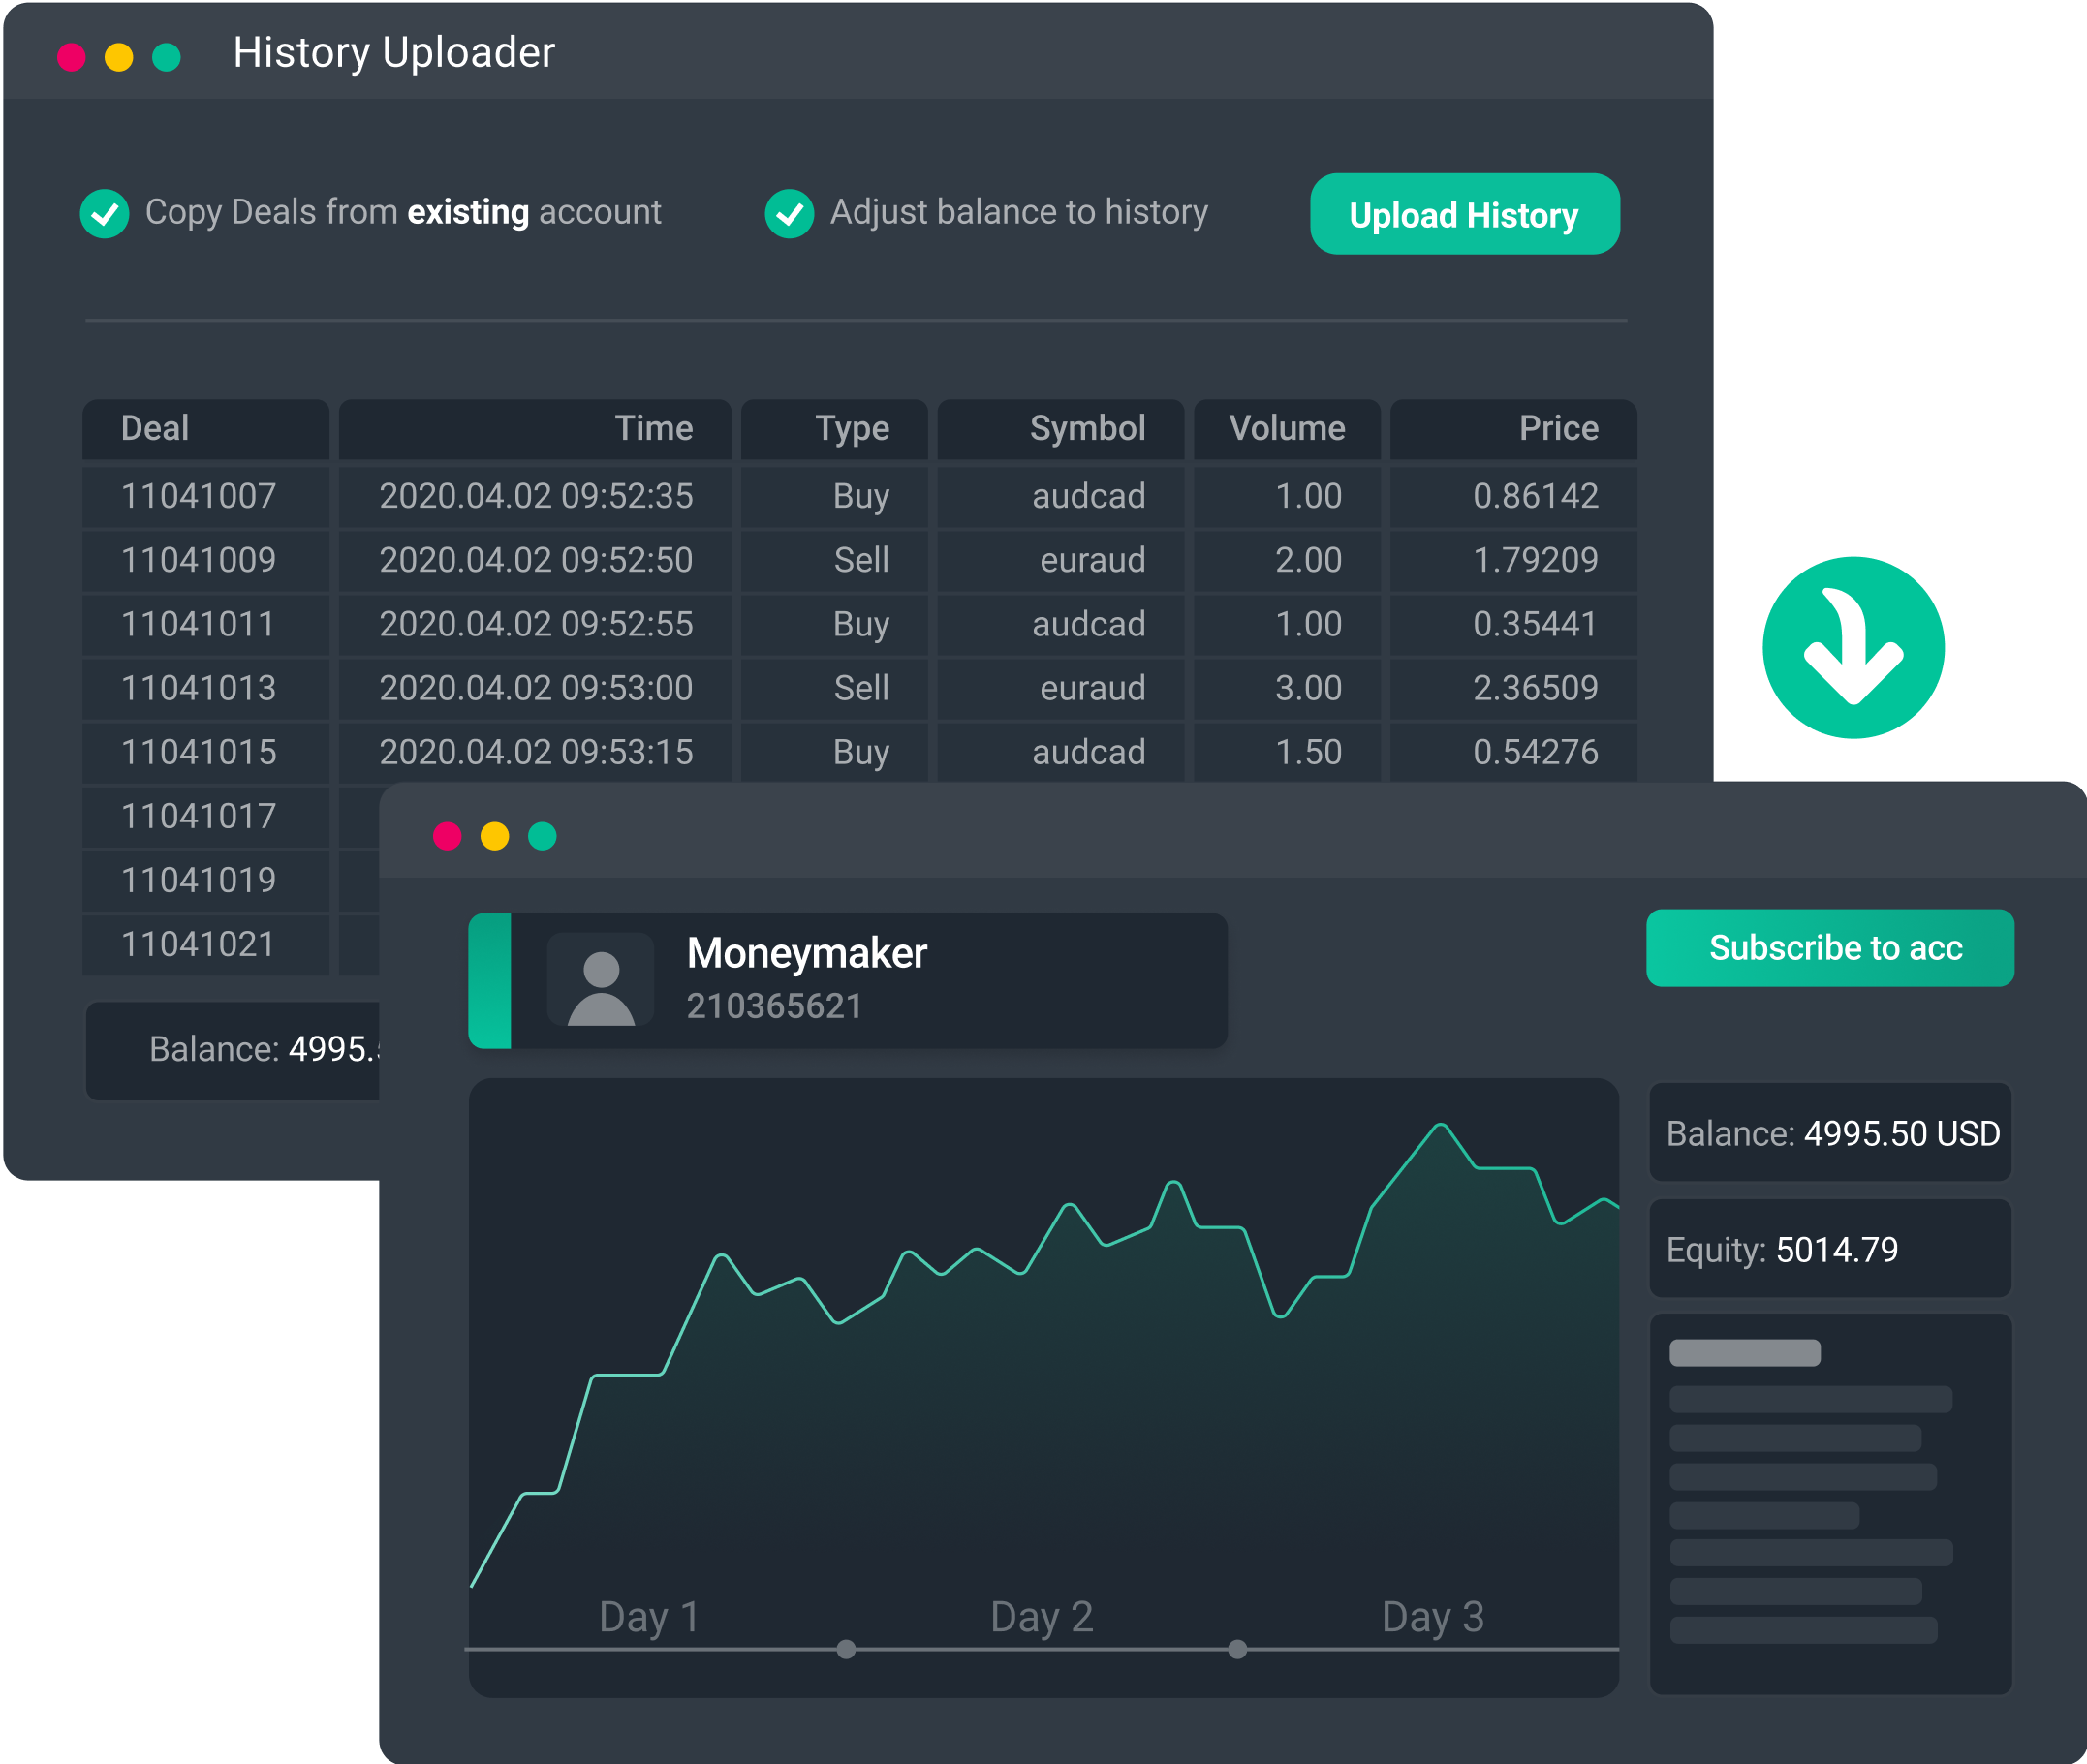 History Uploader
Copy Deals from existing account
Adjust balance to history
Upload History
Deal Time Type Symbol Volume Price
11041007 2020.04.02 09:52:35 Buy audcad 1.00 0.86142
11041009 2020.04.02 09:52:50 Sell euraud 2.00 1.79209
11041011 2020.04.02 09:52:55 Buy audcad 1.00 0.35441
11041013 2020.04.02 09:53:00 Sell euraud 3.00 2.36509
11041015 2020.04.02 09:53:15 Buy audcad 1.50 0.54276
11041017
11041019
11041021
Balance: 4995.
Moneymaker
210365621
Subscribe to acc
Balance: 4995.50 USD
Equity: 5014.79
Day 1 Day 2 Day 3